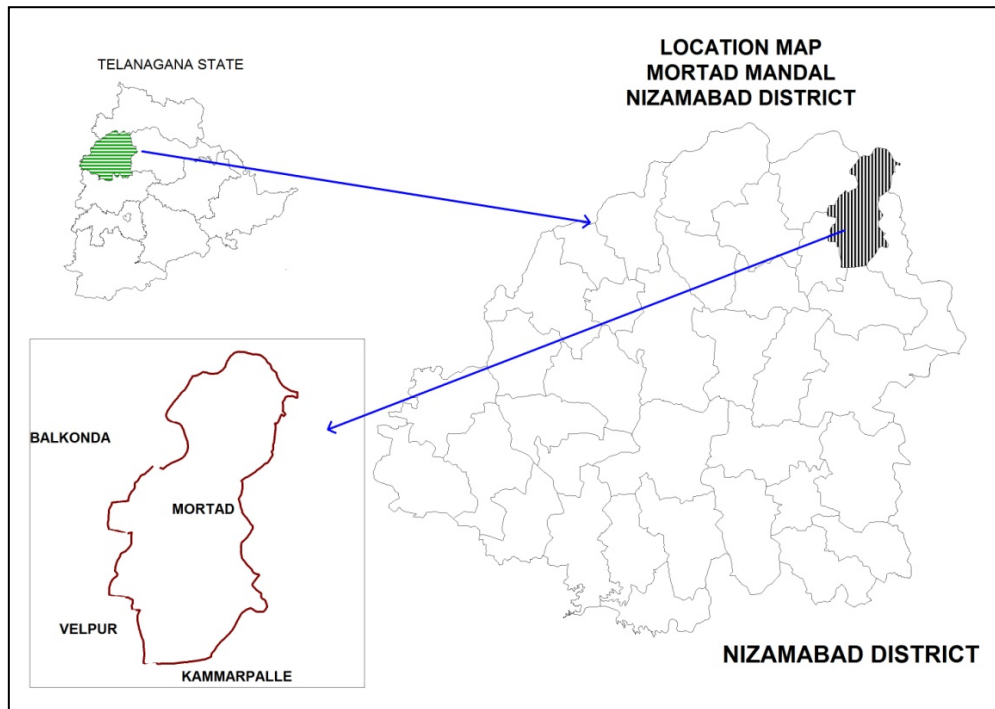 TELANAGANA STATE
LOCATION MAP
MORTAD MANDAL
NIZAMABAD DISTRICT
BALKONDA
MORTAD
VELPUR
KAMMARPALLE
NIZAMABAD DISTRICT